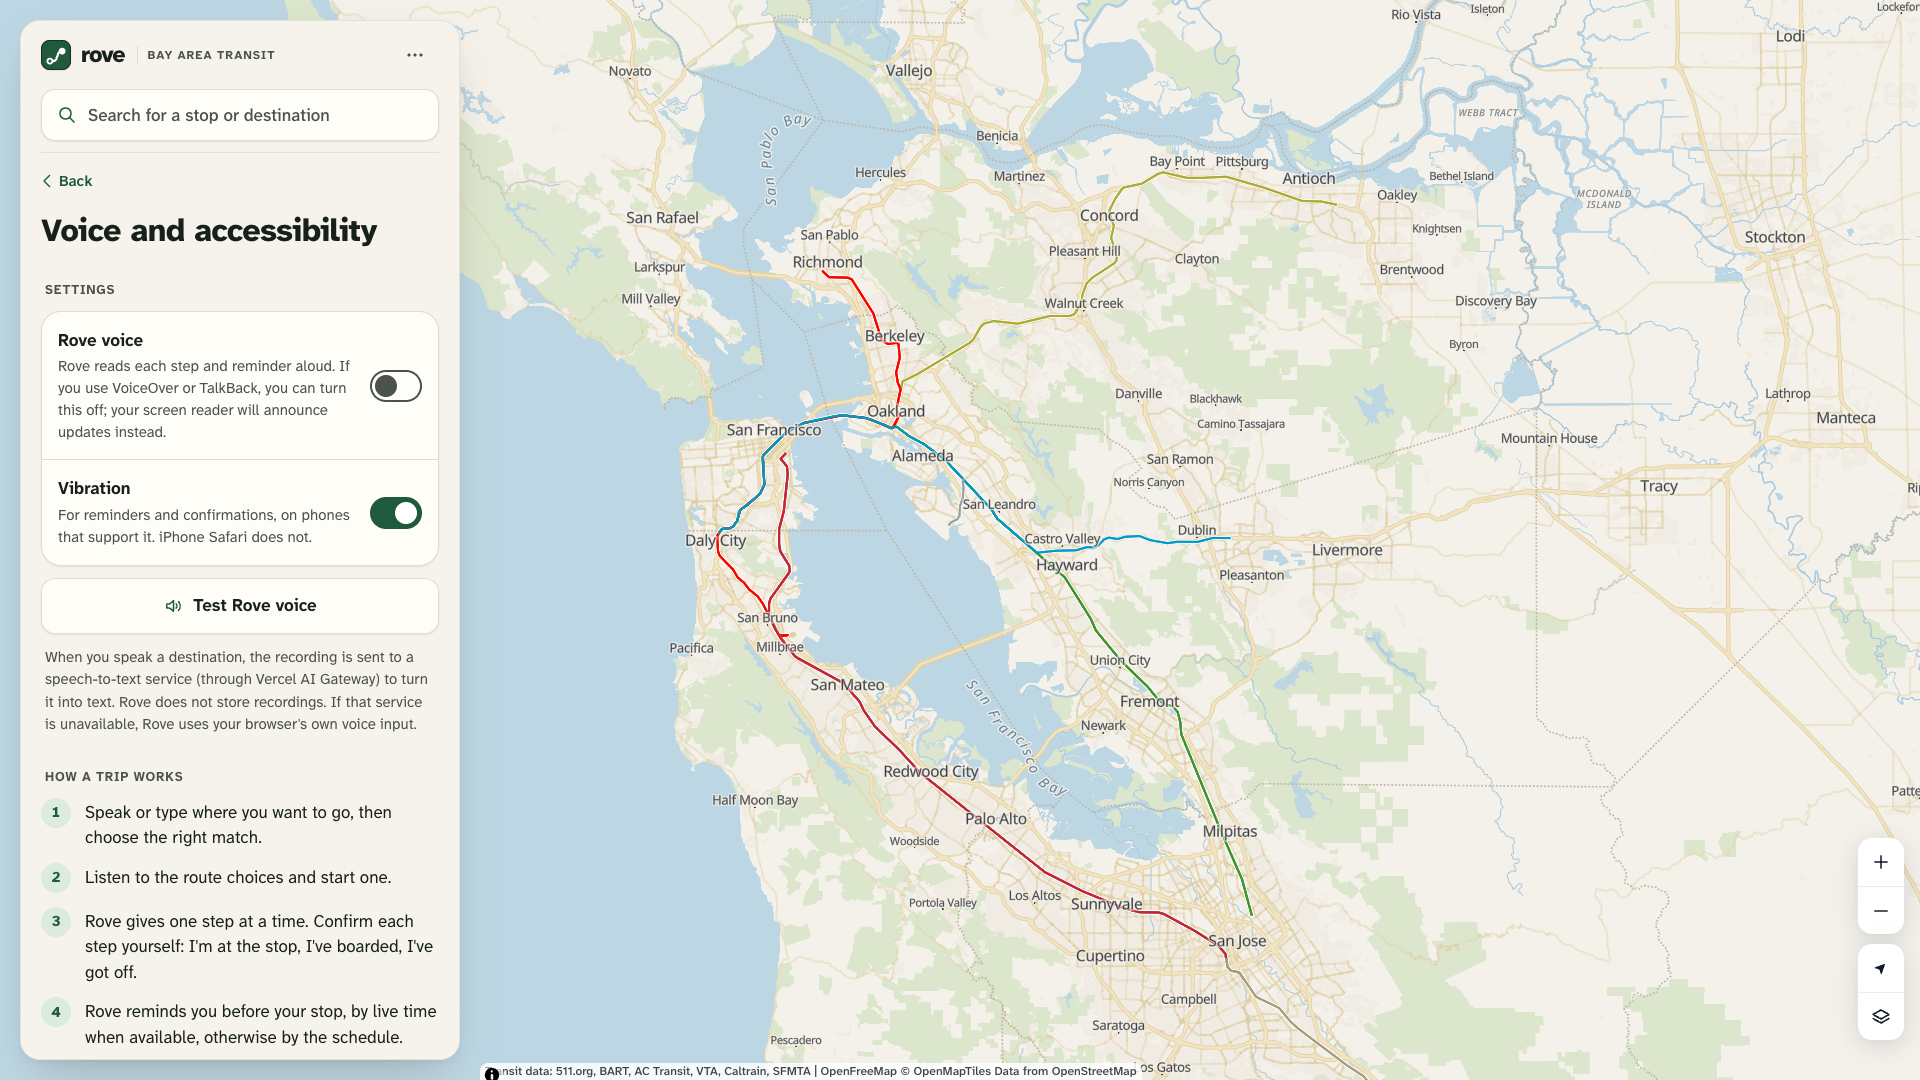 rove
BAY AREA TRANSIT
Search for a stop or destination
Back
Voice and accessibility
SETTINGS
Rove voice
Rove reads each step and reminder aloud. If
you use VoiceOver or TalkBack, you can turn
this off; your screen reader will announce
updates instead.
Vibration
For reminders and confirmations, on phones
that support it. iPhone Safari does not.
Test Rove voice
When you speak a destination, the recording is sent to a
speech-to-text service (through Vercel AI Gateway) to turn
it into text. Rove does not store recordings. If that service
is unavailable, Rove uses your browser's own voice input.
HOW A TRIP WORKS
1 Speak or type where you want to go, then
choose the right match.
2 Listen to the route choices and start one.
3 Rove gives one step at a time. Confirm each
step yourself: I'm at the stop, I've boarded, I've
got off.
4 Rove reminds you before your stop, by live time
when available, otherwise by the schedule.
Rio Vista
Isleton
Lodi
Novato
Vallejo
WEBB TRACT
San Pablo Bay
Benicia
Bay Point
Pittsburg
Hercules
Martinez
Antioch
Bethel Island
Oakley
MCDONALD
ISLAND
San Rafael
Concord
San Pablo
Knightsen
Stockton
Pleasant Hill
Richmond
Clayton
Larkspur
Brentwood
Mill Valley
Walnut Creek
Discovery Bay
Berkeley
Byron
Danville
Blackhawk
Lathrop
Oakland
Manteca
San Francisco
Camino Tassajara
Mountain House
Alameda
San Ramon
Norris Canyon
Tracy
San Leandro
Dublin
Daly City
Castro Valley
Livermore
Hayward
Pleasanton
San Bruno
Pacifica
Millbrae
Union City
San Mateo
San Francisco Bay
Fremont
Newark
Redwood City
Half Moon Bay
Palo Alto
Milpitas
Woodside
Los Altos
Portola Valley
Sunnyvale
San Jose
Cupertino
Campbell
Saratoga
Pescadero
nsit data: 511.org, BART, AC Transit, VTA, Caltrain, SFMTA | OpenFreeMap © OpenMapTiles Data from OpenStreetMap
os Gatos